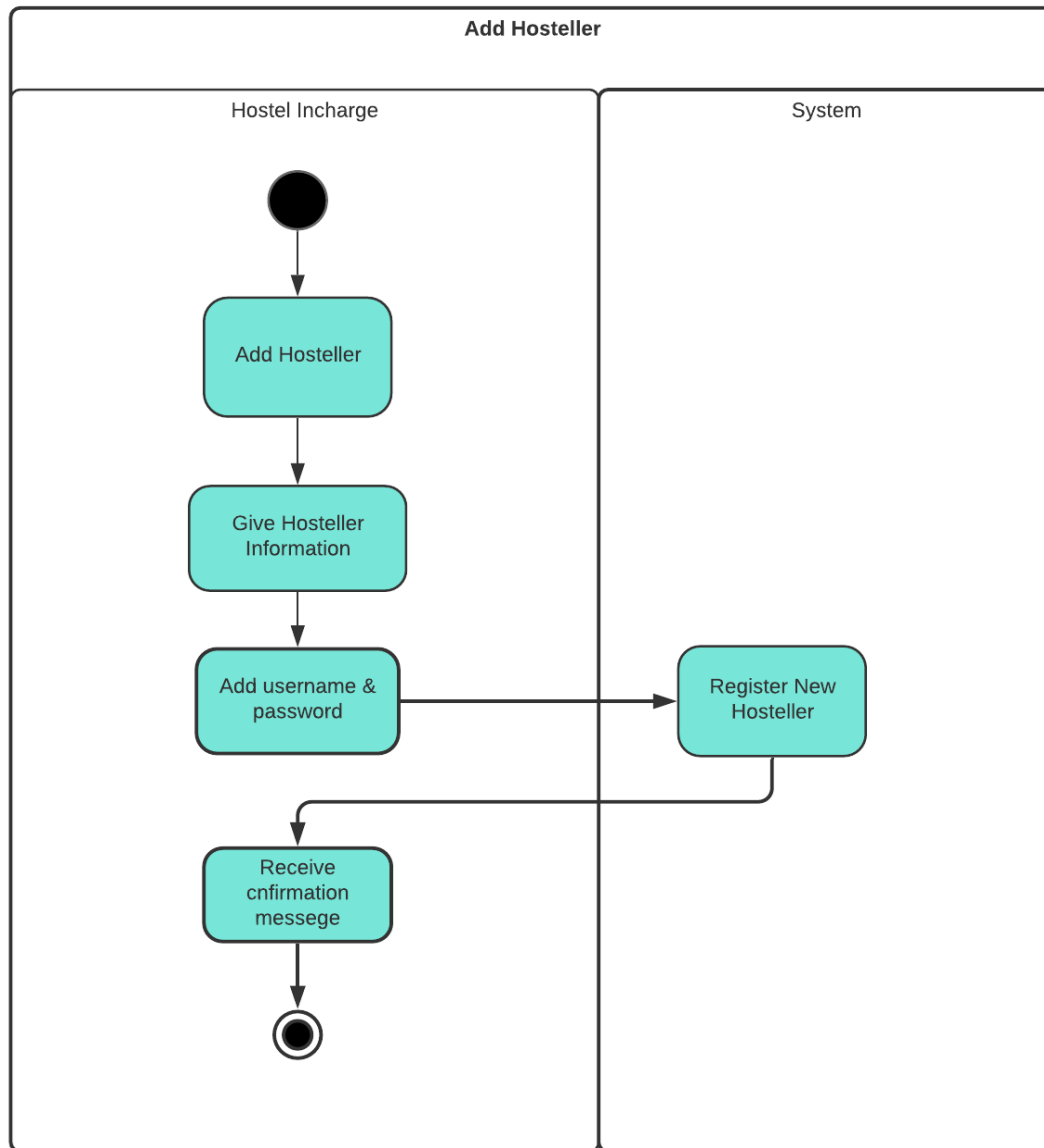 Add Hosteller
Hostel Incharge
System
Add Hosteller
Give Hosteller
Information
Add username &
password
Register New
Hosteller
Receive
cnfirmation
messege